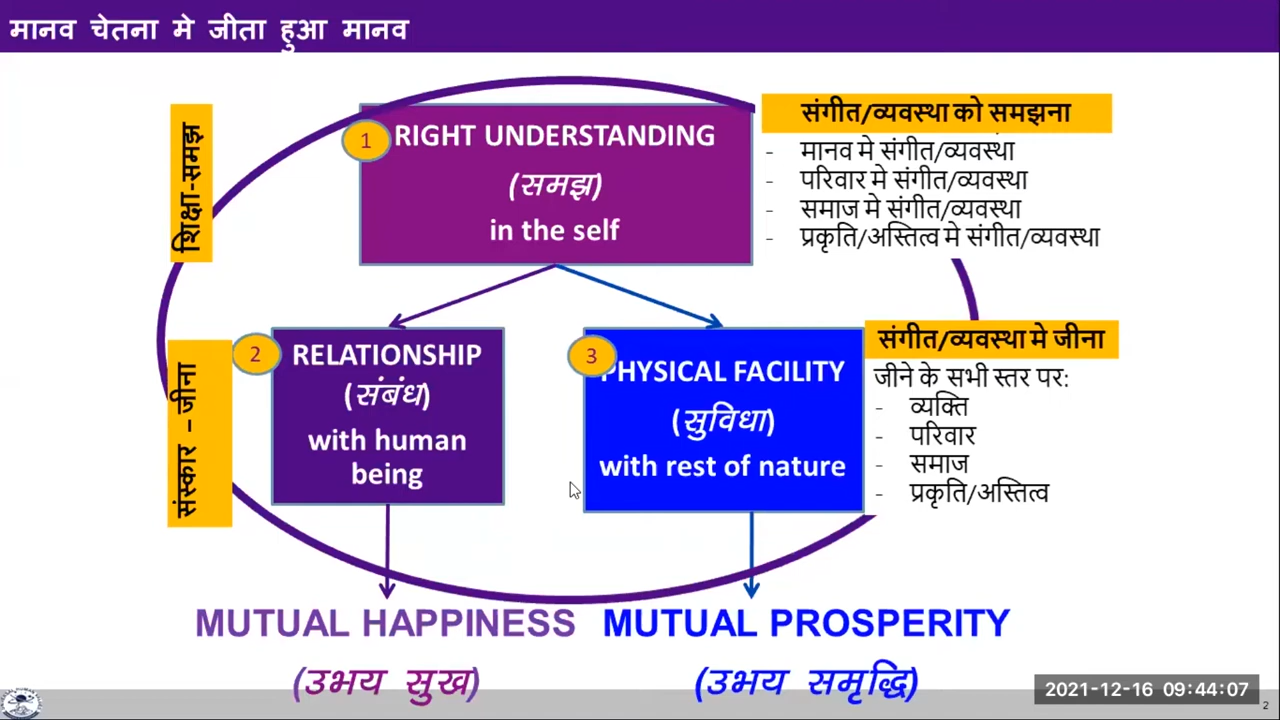 मानव चेतना मे जीता हुआ मानव
शिक्षा-समझ
1
RIGHT UNDERSTANDING
(समझ)
in the self
संगीत/व्यवस्था को समझना
- मानव मे संगीत/व्यवस्था
- परिवार मे संगीत/व्यवस्था
- समाज मे संगीत/व्यवस्था
- प्रकृति/अस्तित्व मे संगीत/व्यवस्था
संस्कार – जीना
2
RELATIONSHIP
(संबंध)
with human
being
3
PHYSICAL FACILITY
(सुविधा)
with rest of nature
संगीत/व्यवस्था मे जीना
जीने के सभी स्तर पर:
- व्यक्ति
- परिवार
- समाज
- प्रकृति/अस्तित्व
MUTUAL HAPPINESS
(उभय सुख)
MUTUAL PROSPERITY
(उभय समृद्धि)
2021-12-16 09:44:07
2